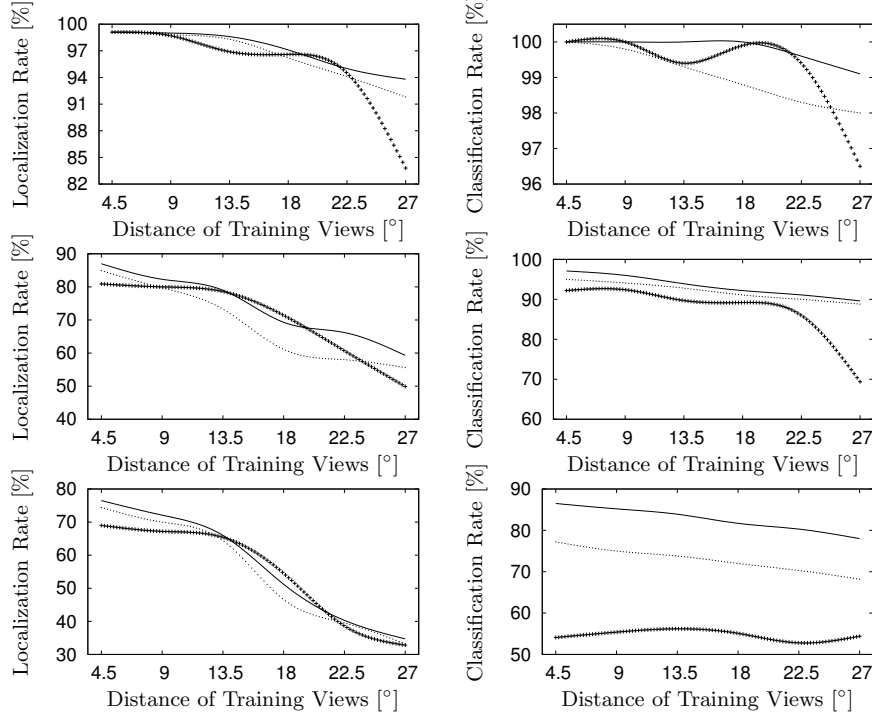 Localization Rate [%]
100
97
94
91
88
85
82
4.5 9 13.5 18 22.5 27
Distance of Training Views [°]
Classification Rate [%]
100
99
98
97
96
4.5 9 13.5 18 22.5 27
Distance of Training Views [°]
Localization Rate [%]
90
80
70
60
50
40
4.5 9 13.5 18 22.5 27
Distance of Training Views [°]
Classification Rate [%]
100
90
80
70
60
4.5 9 13.5 18 22.5 27
Distance of Training Views [°]
Localization Rate [%]
80
70
60
50
40
30
4.5 9 13.5 18 22.5 27
Distance of Training Views [°]
Classification Rate [%]
90
80
70
60
50
4.5 9 13.5 18 22.5 27
Distance of Training Views [°]